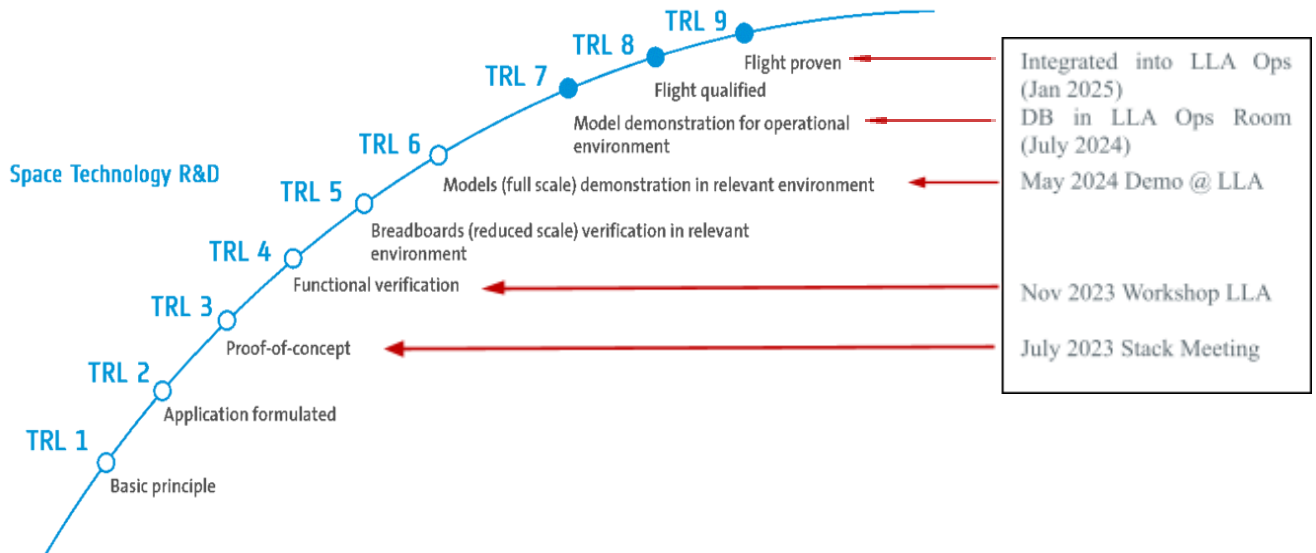 TRL 9
Flight proven
TRL 8
Flight qualified
TRL 7
Model demonstration for operational
environment
TRL 6
Models (full scale) demonstration in relevant environment
Space Technology R&D
TRL 5
Breadboards (reduced scale) verification in relevant
environment
TRL 4
Functional verification
TRL 3
Proof-of-concept
TRL 2
Application formulated
TRL 1
Basic principle
Integrated into LLA Ops
(Jan 2025)
DB in LLA Ops Room
(July 2024)
May 2024 Demo @ LLA
Nov 2023 Workshop LLA
July 2023 Stack Meeting